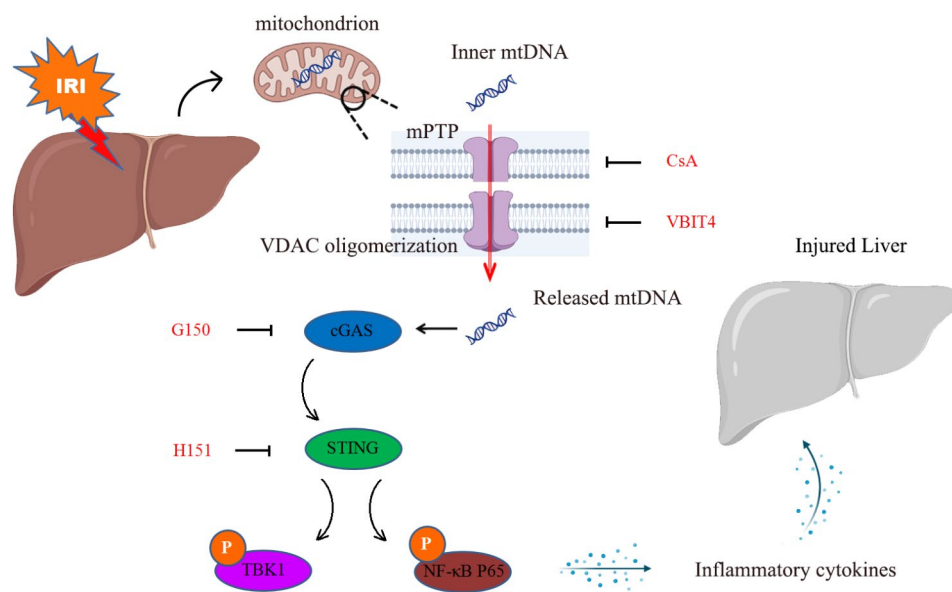 mitochondrion
Inner mtDNA
IRI
mPTP
CsA
VBIT4
VDAC oligomerization
Injured Liver
Released mtDNA
G150
cGAS
H151
STING
P
P
TBK1
NF-κB P65
Inflammatory cytokines